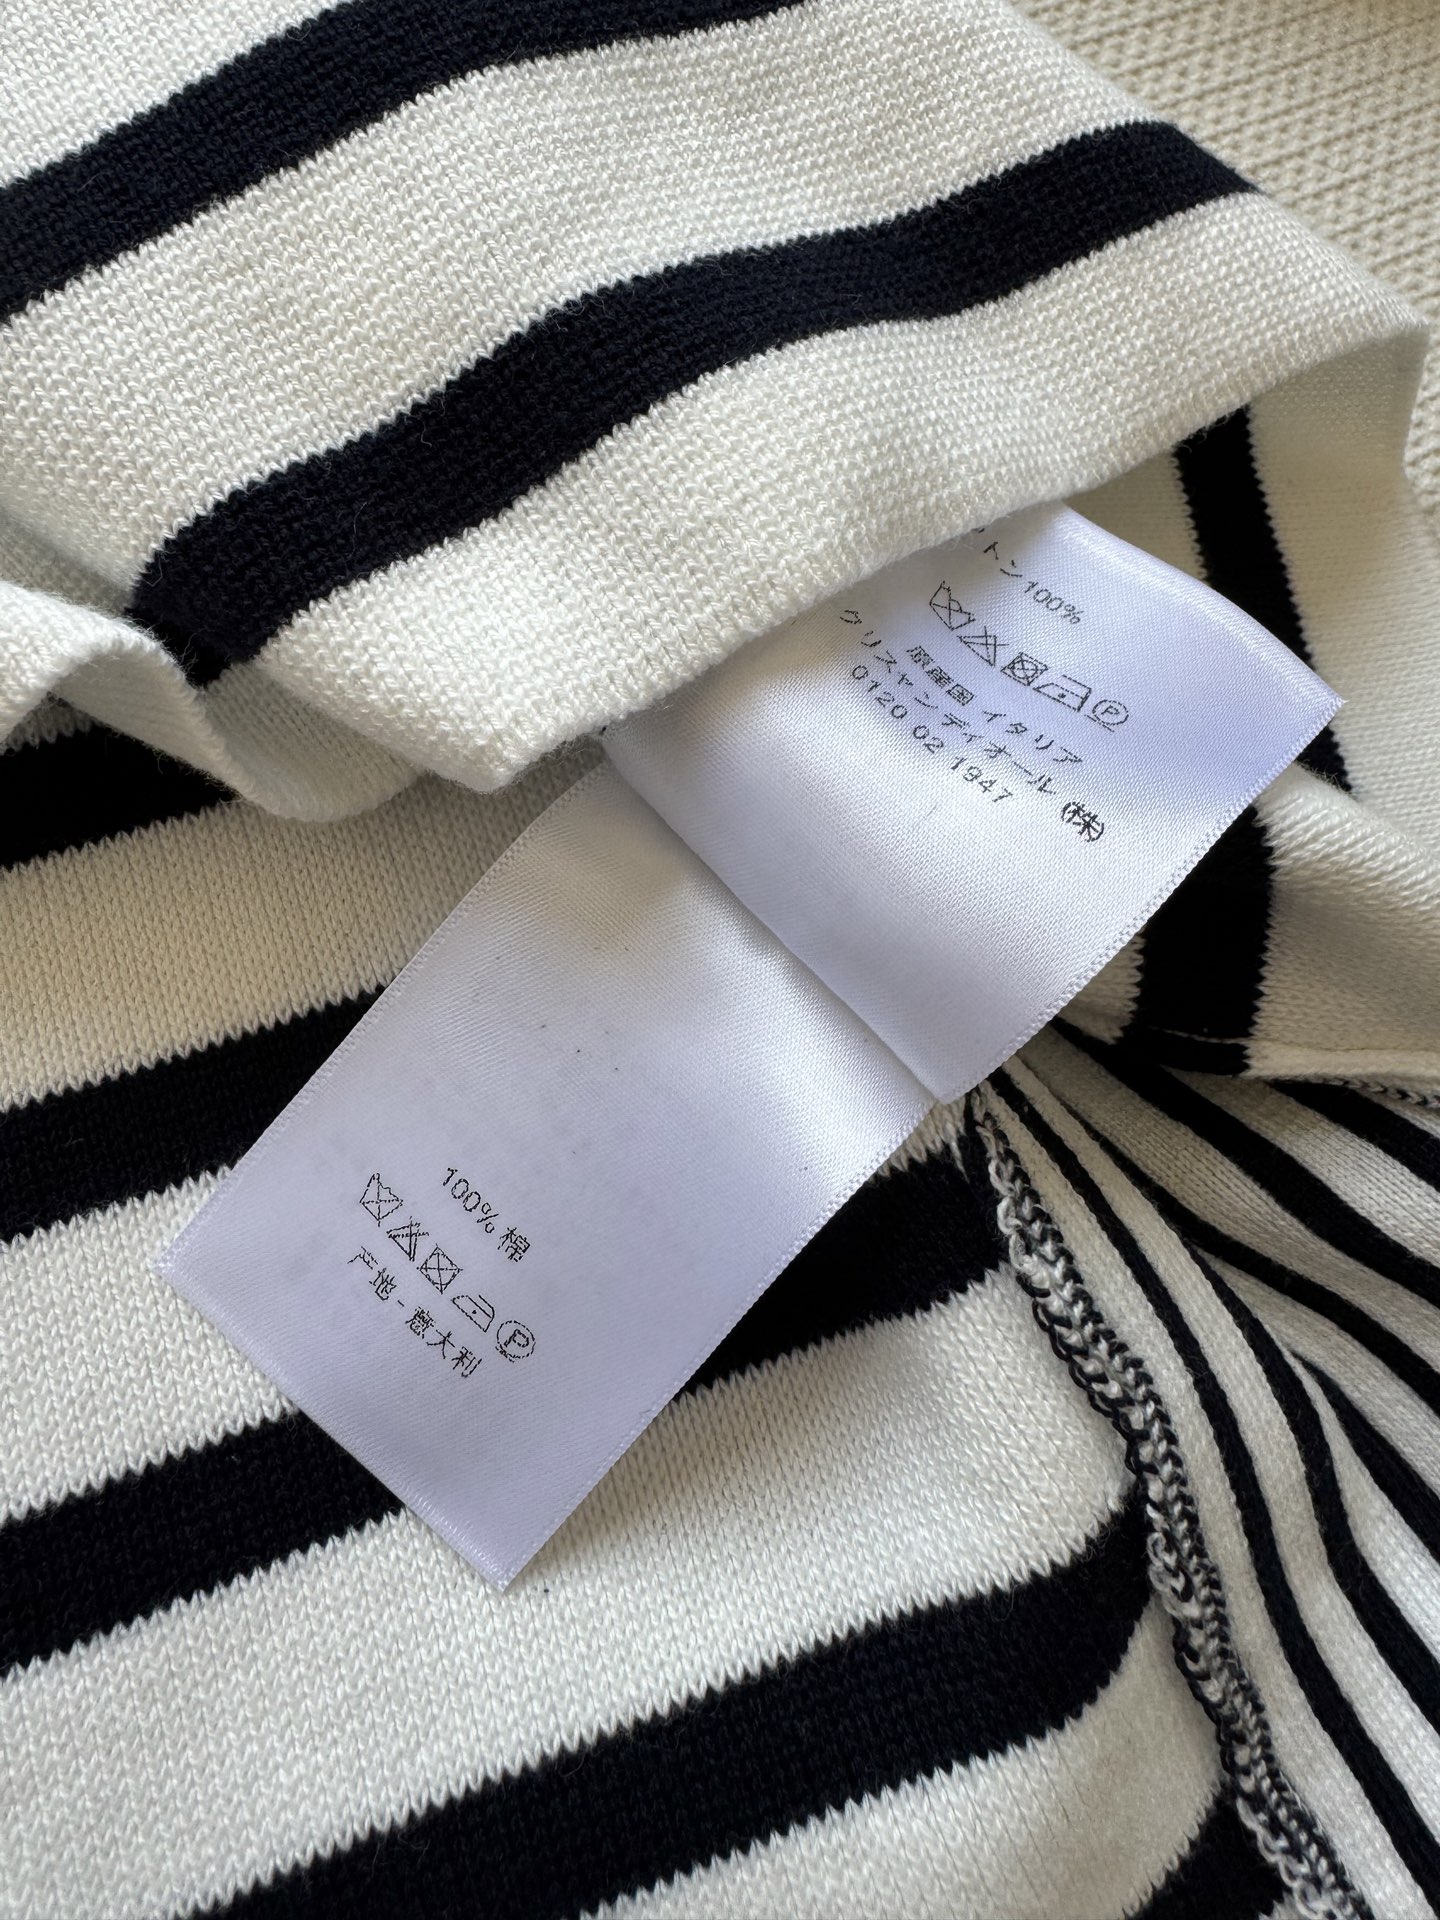 トン100%
原産国 イタリア
クリスチャンディオール (株)
0120 02 1947
100% 棉
产地 - 意大利